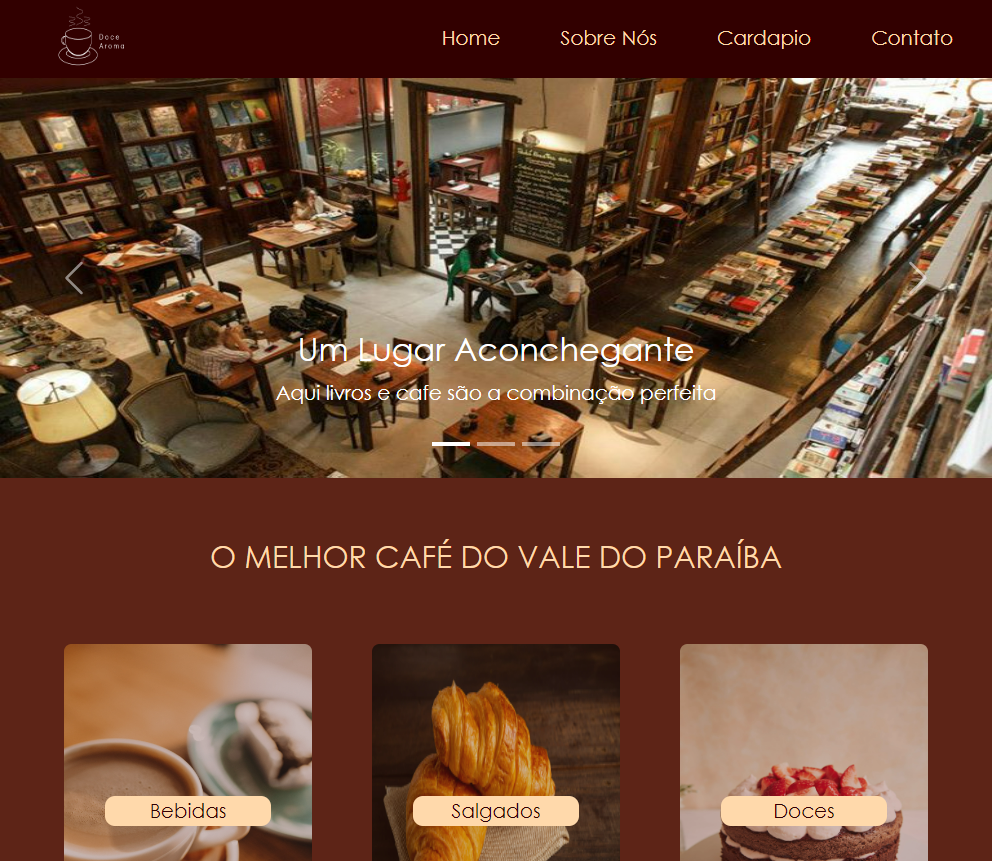 Doce
Aroma
Home
Sobre Nós
Cardapio
Contato
Um Lugar Aconchegante
Aqui livros e cafe são a combinação perfeita
O MELHOR CAFÉ DO VALE DO PARAÍBA
Bebidas
Salgados
Doces